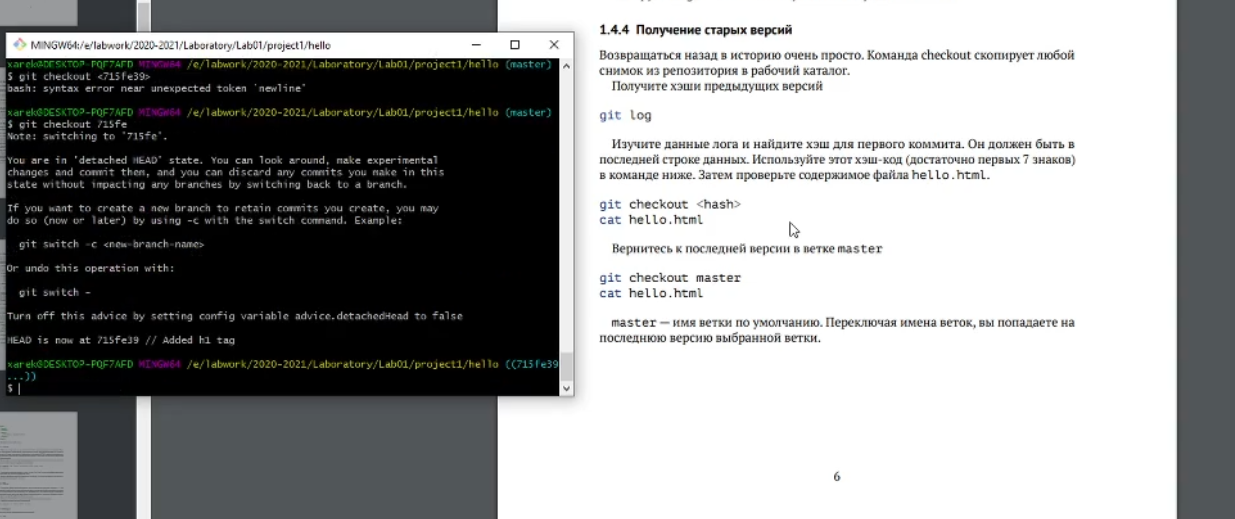 MINGW64:/e/labwork/2020-2021/Laboratory/Lab01/project1/hello
xarek@DESKTOP-PQF7AFD MINGW64 /e/labwork/2020-2021/Laboratory/Lab01/project1/hello (master)
$ git checkout <715fe39>
bash: syntax error near unexpected token `newline'
xarek@DESKTOP-PQF7AFD MINGW64 /e/labwork/2020-2021/Laboratory/Lab01/project1/hello (master)
$ git checkout 715fe
Note: switching to '715fe'.
You are in 'detached HEAD' state. You can look around, make experimental
changes and commit them, and you can discard any commits you make in this
state without impacting any branches by switching back to a branch.
If you want to create a new branch to retain commits you create, you may
do so (now or later) by using -c with the switch command. Example:
git switch -c <new-branch-name>
Or undo this operation with:
git switch -
Turn off this advice by setting config variable advice.detachedHead to false
HEAD is now at 715fe39 // Added h1 tag
xarek@DESKTOP-PQF7AFD MINGW64 /e/labwork/2020-2021/Laboratory/Lab01/project1/hello ((715fe39
...))
$
1.4.4 Получение старых версий
Возвращаться назад в историю очень просто. Команда checkout скопирует любой
снимок из репозитория в рабочий каталог.
Получите хэши предыдущих версий
git log
Изучите данные лога и найдите хэш для первого коммита. Он должен быть в
последней строке данных. Используйте этот хэш-код (достаточно первых 7 знаков)
в команде ниже. Затем проверьте содержимое файла hello.html.
git checkout <hash>
cat hello.html
Вернитесь к последней версии в ветке master
git checkout master
cat hello.html
master — имя ветки по умолчанию. Переключая имена веток, вы попадаете на
последнюю версию выбранной ветки.
6